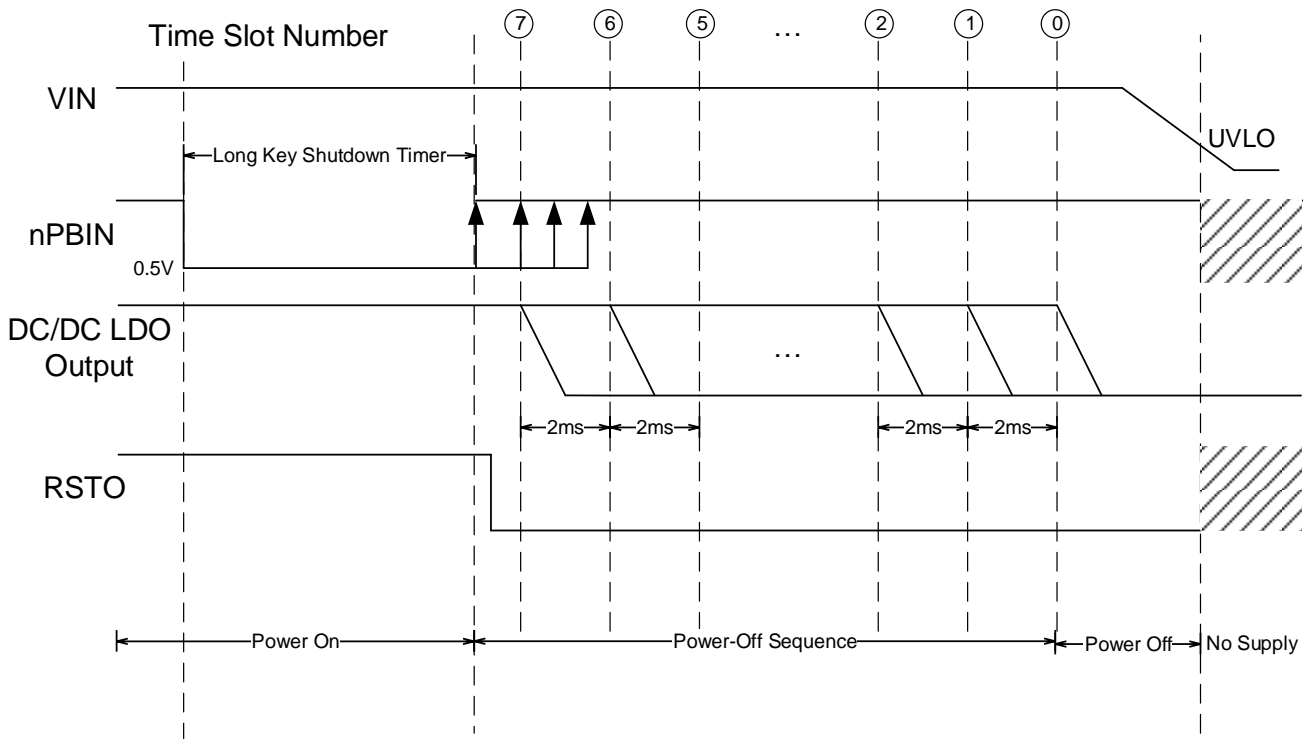 Time Slot Number
7
6
5
...
2
1
0
VIN
UVLO
Long Key Shutdown Timer
nPBIN
0.5V
DC/DC LDO
Output
...
2ms
2ms
2ms
2ms
RSTO
Power On
Power-Off Sequence
Power Off
No Supply